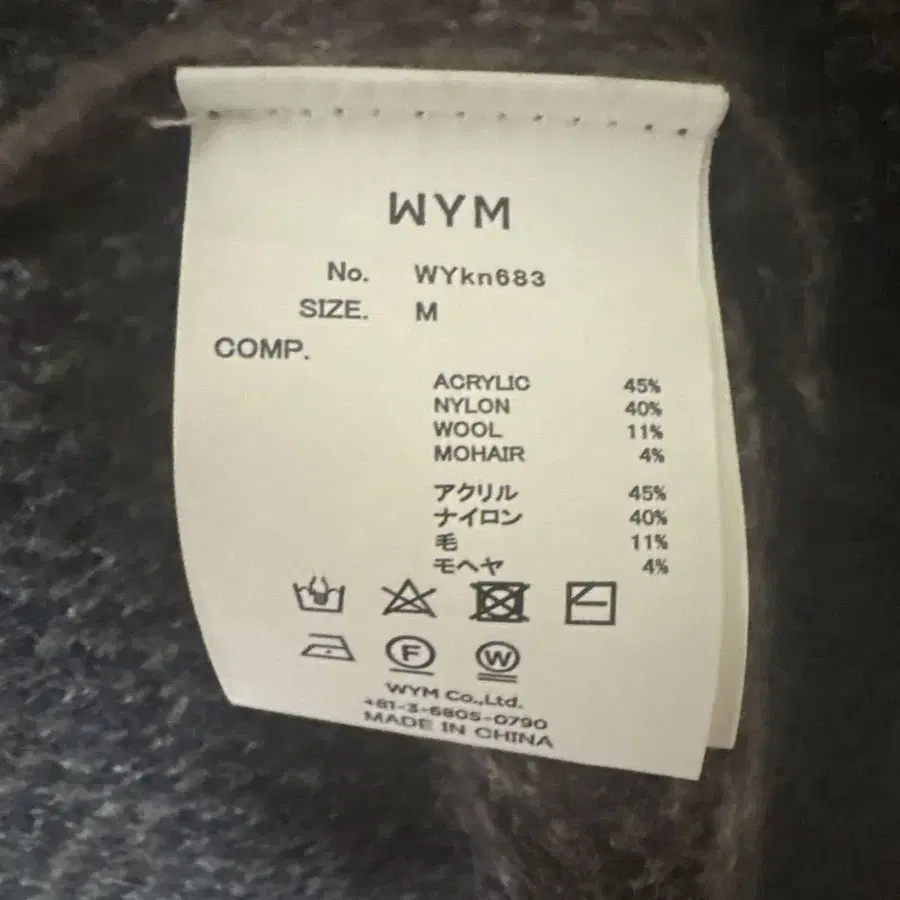 WYM
No. WYkn683
SIZE. M
COMP.
ACRYLIC 45%
NYLON 40%
WOOL 11%
MOHAIR 4%
アクリル 45%
ナイロン 40%
毛 11%
モヘヤ 4%
F W
WYM Co.,Ltd.
+81-3-6805-0790
MADE IN CHINA